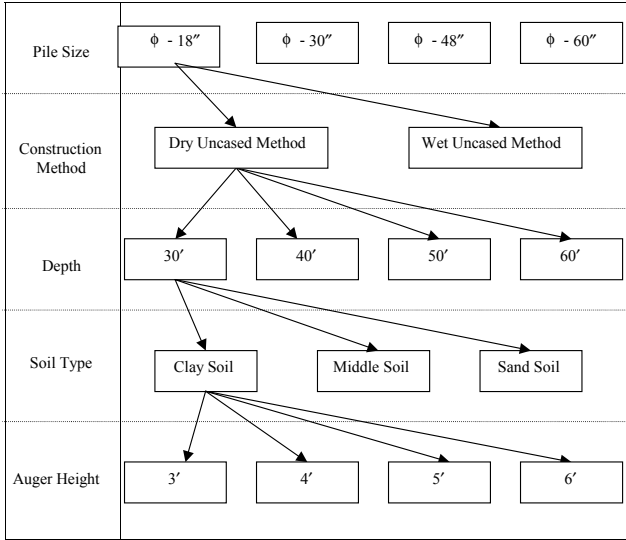 Pile Size
ϕ - 18″
ϕ - 30″
ϕ - 48″
ϕ - 60″
Construction
Method
Dry Uncased Method
Wet Uncased Method
Depth
30′
40′
50′
60′
Soil Type
Clay Soil
Middle Soil
Sand Soil
Auger Height
3′
4′
5′
6′